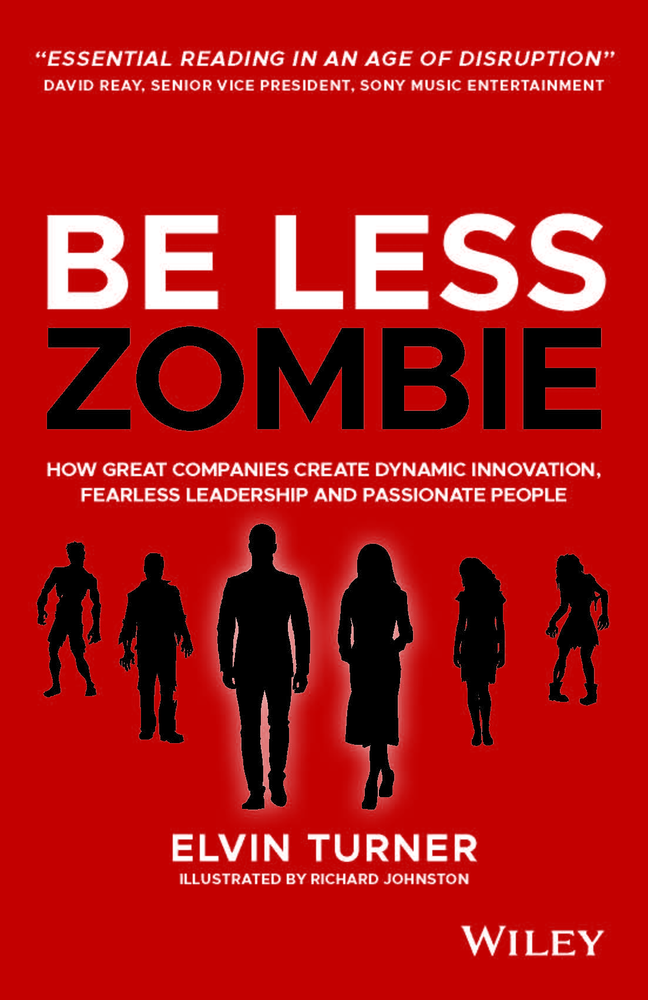 “ESSENTIAL READING IN AN AGE OF DISRUPTION”
DAVID REAY, SENIOR VICE PRESIDENT, SONY MUSIC ENTERTAINMENT
BE LESS
ZOMBIE
HOW GREAT COMPANIES CREATE DYNAMIC INNOVATION,
FEARLESS LEADERSHIP AND PASSIONATE PEOPLE
ELVIN TURNER
ILLUSTRATED BY RICHARD JOHNSTON
WILEY